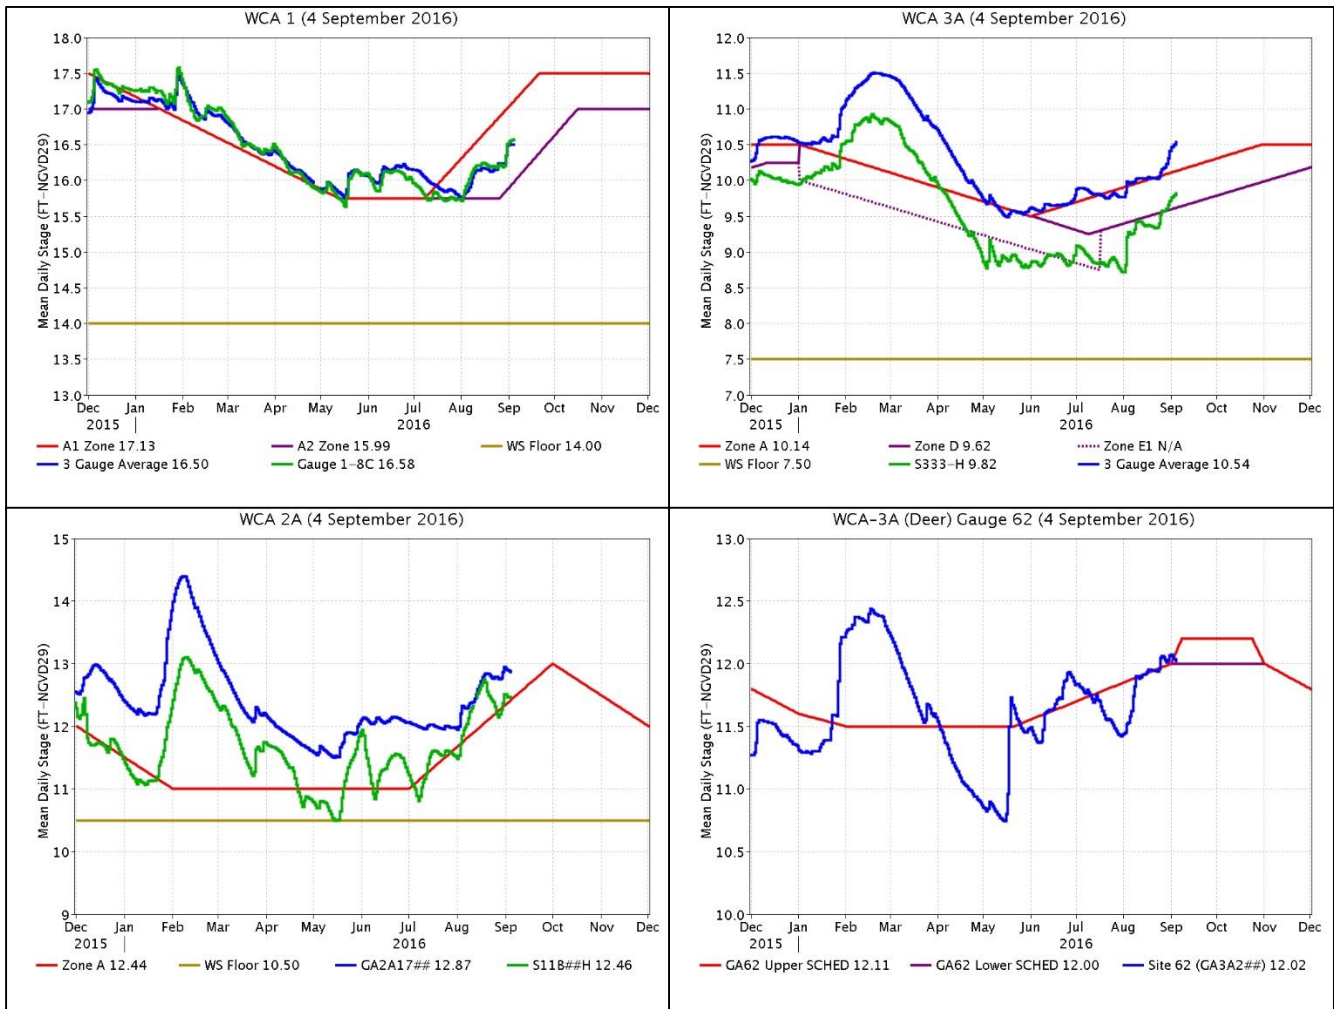 WCA 1 (4 September 2016)
Mean Daily Stage (FT-NGVD29)
18.0
17.5
17.0
16.5
16.0
15.5
15.0
14.5
14.0
13.5
13.0
Dec Jan Feb Mar Apr May Jun Jul Aug Sep Oct Nov Dec
2015 | 2016
A1 Zone 17.13 A2 Zone 15.99 WS Floor 14.00
3 Gauge Average 16.50 Gauge 1-8C 16.58
WCA 3A (4 September 2016)
Mean Daily Stage (FT-NGVD29)
12.0
11.5
11.0
10.5
10.0
9.5
9.0
8.5
8.0
7.5
7.0
Dec Jan Feb Mar Apr May Jun Jul Aug Sep Oct Nov Dec
2015 | 2016
Zone A 10.14 Zone D 9.62 Zone E1 N/A
WS Floor 7.50 S333-H 9.82 3 Gauge Average 10.54
WCA 2A (4 September 2016)
Mean Daily Stage (FT-NGVD29)
15
14
13
12
11
10
9
Dec Jan Feb Mar Apr May Jun Jul Aug Sep Oct Nov Dec
2015 | 2016
Zone A 12.44 WS Floor 10.50 GA2A17## 12.87 S11B##H 12.46
WCA-3A (Deer) Gauge 62 (4 September 2016)
Mean Daily Stage (FT-NGVD29)
13.0
12.5
12.0
11.5
11.0
10.5
10.0
Dec Jan Feb Mar Apr May Jun Jul Aug Sep Oct Nov Dec
2015 | 2016
GA62 Upper SCHED 12.11 GA62 Lower SCHED 12.00 Site 62 (GA3A2##) 12.02